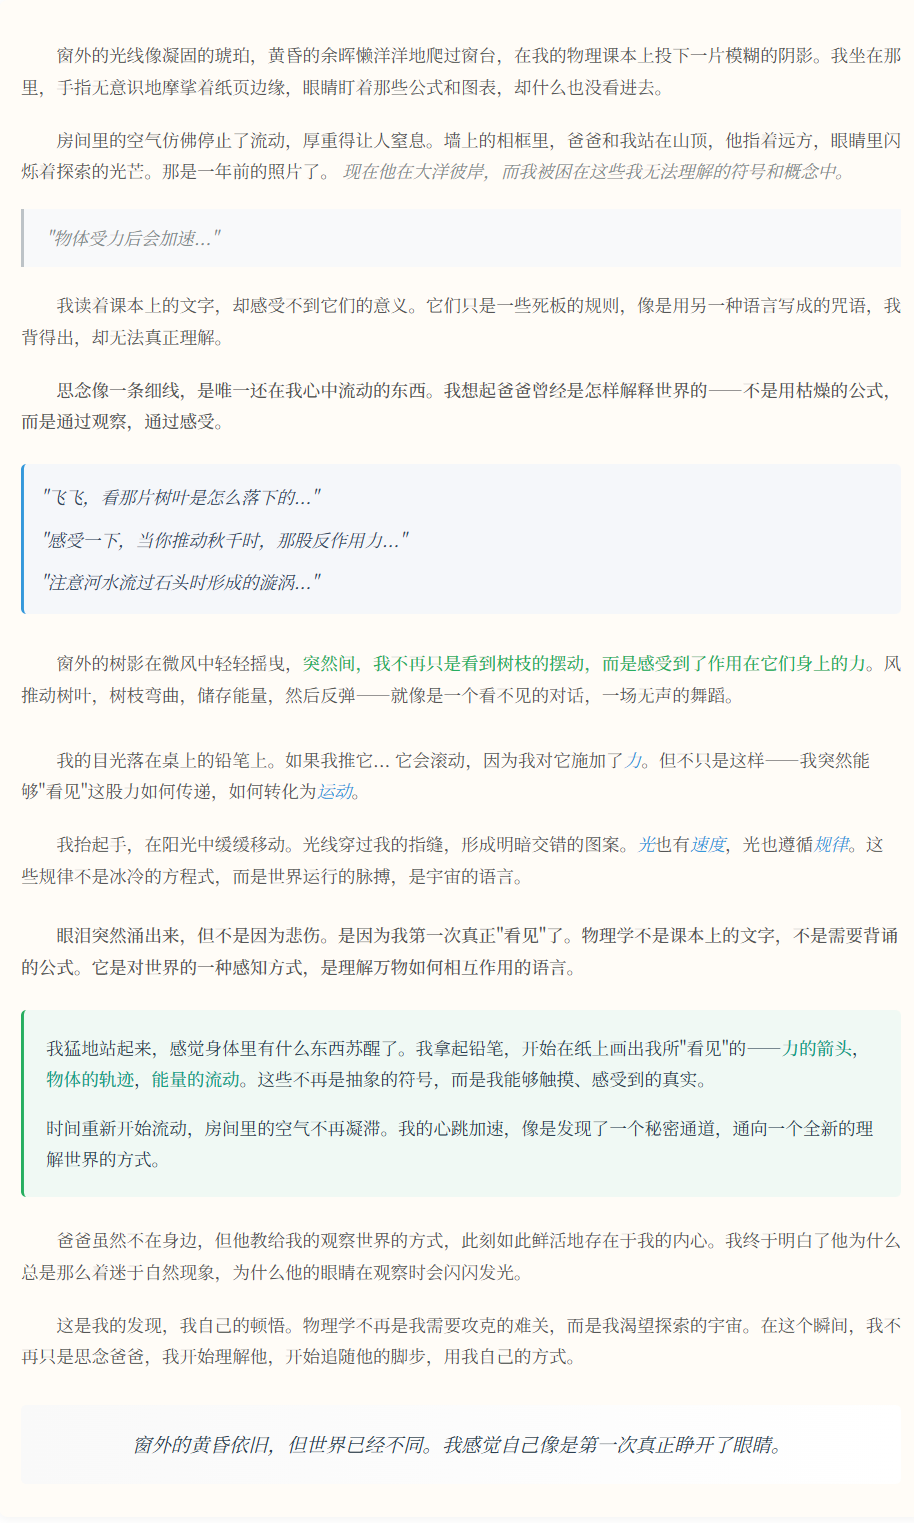 窗外的光线像凝固的琥珀，黄昏的余晖懒洋洋地爬过窗台，在我的物理课本上投下一片模糊的阴影。我坐在那
里，手指无意识地摩挲着纸页边缘，眼睛盯着那些公式和图表，却什么也没看进去。
房间里的空气仿佛停止了流动，厚重得让人窒息。墙上的相框里，爸爸和我站在山顶，他指着远方，眼睛里闪
烁着探索的光芒。那是一年前的照片了。 现在他在大洋彼岸，而我被困在这些我无法理解的符号和概念中。
"物体受力后会加速..."
我读着课本上的文字，却感受不到它们的意义。它们只是一些死板的规则，像是用另一种语言写成的咒语，我
背得出，却无法真正理解。
思念像一条细线，是唯一还在我心中流动的东西。我想起爸爸曾经是怎样解释世界的——不是用枯燥的公式，
而是通过观察，通过感受。
"飞飞，看那片树叶是怎么落下的..."
"感受一下，当你推动秋千时，那股反作用力..."
"注意河水流过石头时形成的漩涡..."
窗外的树影在微风中轻轻摇曳，突然间，我不再只是看到树枝的摆动，而是感受到了作用在它们身上的力。风
推动树叶，树枝弯曲，储存能量，然后反弹——就像是一个看不见的对话，一场无声的舞蹈。
我的目光落在桌上的铅笔上。如果我推它... 它会滚动，因为我对它施加了力。但不只是这样——我突然能
够"看见"这股力如何传递，如何转化为运动。
我抬起手，在阳光中缓缓移动。光线穿过我的指缝，形成明暗交错的图案。光也有速度，光也遵循规律。这
些规律不是冰冷的方程式，而是世界运行的脉搏，是宇宙的语言。
眼泪突然涌出来，但不是因为悲伤。是因为我第一次真正"看见"了。物理学不是课本上的文字，不是需要背诵
的公式。它是对世界的一种感知方式，是理解万物如何相互作用的语言。
我猛地站起来，感觉身体里有什么东西苏醒了。我拿起铅笔，开始在纸上画出我所"看见"的——力的箭头，
物体的轨迹，能量的流动。这些不再是抽象的符号，而是我能够触摸、感受到的真实。
时间重新开始流动，房间里的空气不再凝滞。我的心跳加速，像是发现了一个秘密通道，通向一个全新的理
解世界的方式。
爸爸虽然不在身边，但他教给我的观察世界的方式，此刻如此鲜活地存在于我的内心。我终于明白了他为什么
总是那么着迷于自然现象，为什么他的眼睛在观察时会闪闪发光。
这是我的发现，我自己的顿悟。物理学不再是我需要攻克的难关，而是我渴望探索的宇宙。在这个瞬间，我不
再只是思念爸爸，我开始理解他，开始追随他的脚步，用我自己的方式。
窗外的黄昏依旧，但世界已经不同。我感觉自己像是第一次真正睁开了眼睛。